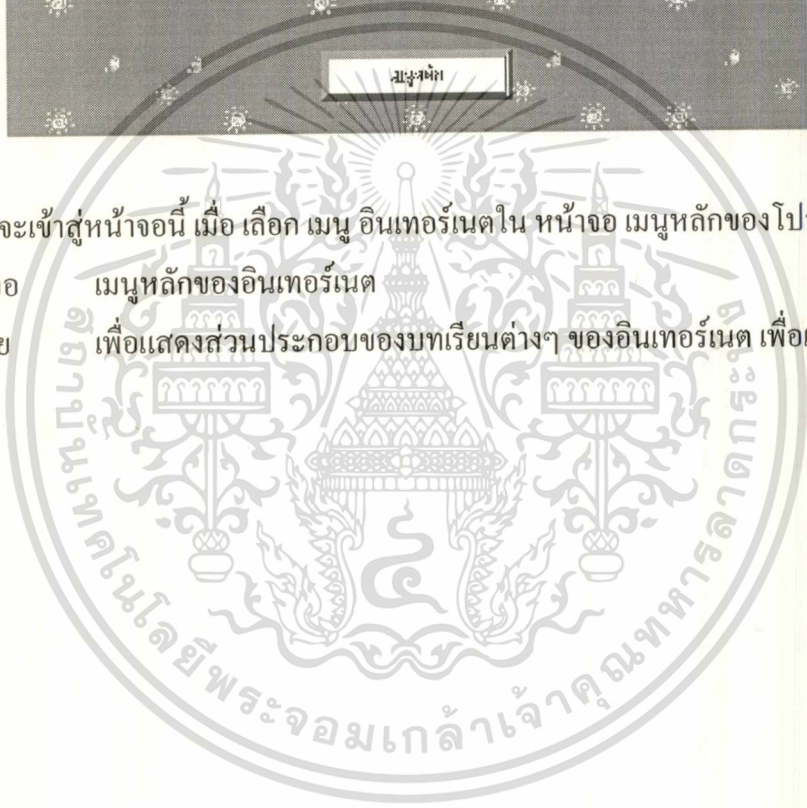 เมนูหลัก
จะเข้าสู่หน้าจอนี้ เมื่อ เลือก เมนู อินเทอร์เนตใน หน้าจอ เมนูหลักของโป
อ เมนูหลักของอินเทอร์เนต
ย เพื่อแสดงส่วนประกอบของบทเรียนต่างๆ ของอินเทอร์เนต เพื่อ
สถาบันเทคโนโลยีพระจอมเกล้าเจ้าคุณทหารลาดกระบัง